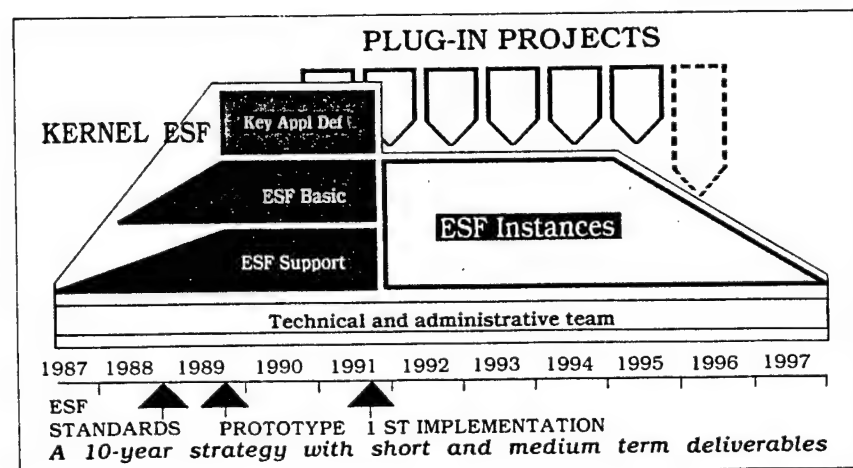 PLUG-IN PROJECTS
KERNEL ESF
Key Appl Def
ESF Basic
ESF Support
ESF Instances
Technical and administrative team
1987 1988 1989 1990 1991 1992 1993 1994 1995 1996 1997
ESF
STANDARDS PROTOTYPE 1 ST IMPLEMENTATION
A 10-year strategy with short and medium term deliverables